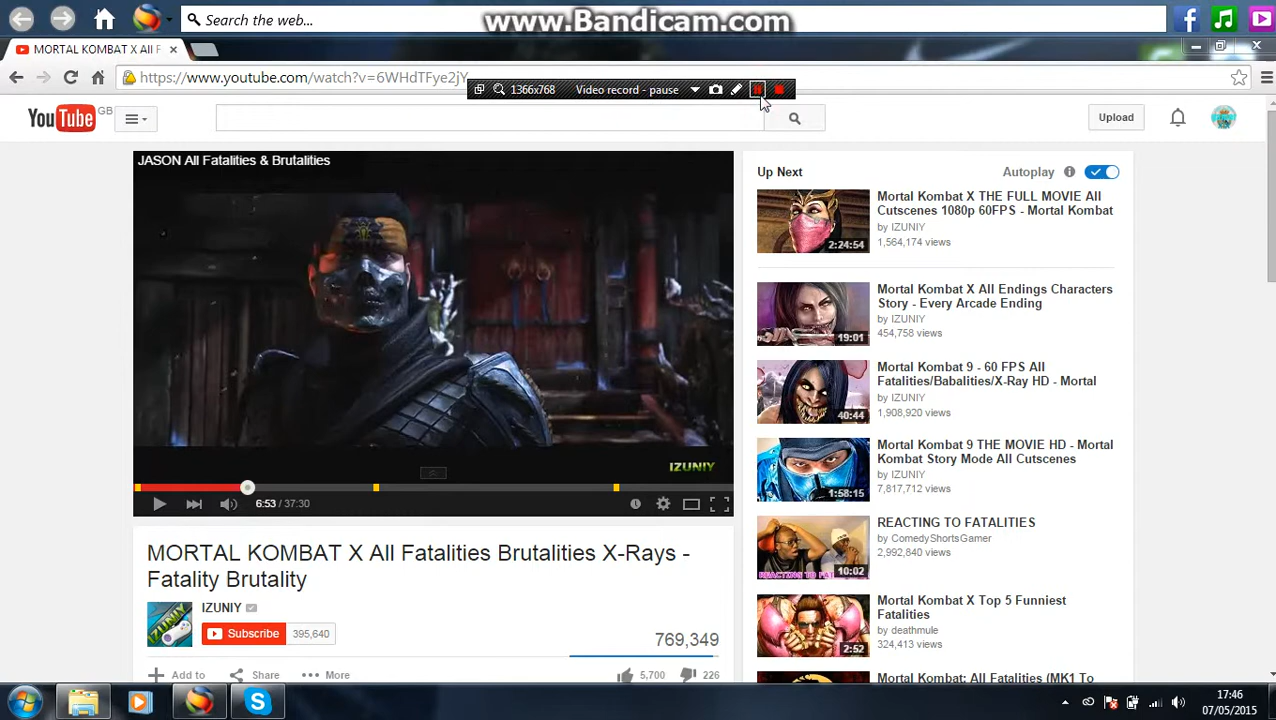 www.Bandicam.com
Search the web...
MORTAL KOMBAT X All F
https://www.youtube.com/watch?v=6WHdTFye2jY
1366x768 Video record - pause
YouTube GB
Upload
JASON All Fatalities & Brutalities
IZUNIY
6:53 / 37:30
MORTAL KOMBAT X All Fatalities Brutalities X-Rays -
Fatality Brutality
IZUNIY
Subscribe 395,640
769,349
Add to Share More 5,700 226
Up Next Autoplay
Mortal Kombat X THE FULL MOVIE All
Cutscenes 1080p 60FPS - Mortal Kombat
by IZUNIY
1,564,174 views
2:24:54
Mortal Kombat X All Endings Characters
Story - Every Arcade Ending
by IZUNIY
454,758 views
19:01
Mortal Kombat 9 - 60 FPS All
Fatalities/Babalities/X-Ray HD - Mortal
by IZUNIY
1,908,920 views
40:44
Mortal Kombat 9 THE MOVIE HD - Mortal
Kombat Story Mode All Cutscenes
by IZUNIY
7,817,712 views
1:58:15
REACTING TO FATALITIES
by ComedyShortsGamer
2,992,840 views
10:02
REACTING TO FAT
Mortal Kombat X Top 5 Funniest
Fatalities
by deathmule
324,413 views
2:52
Mortal Kombat: All Fatalities (MK1 To
17:46
07/05/2015